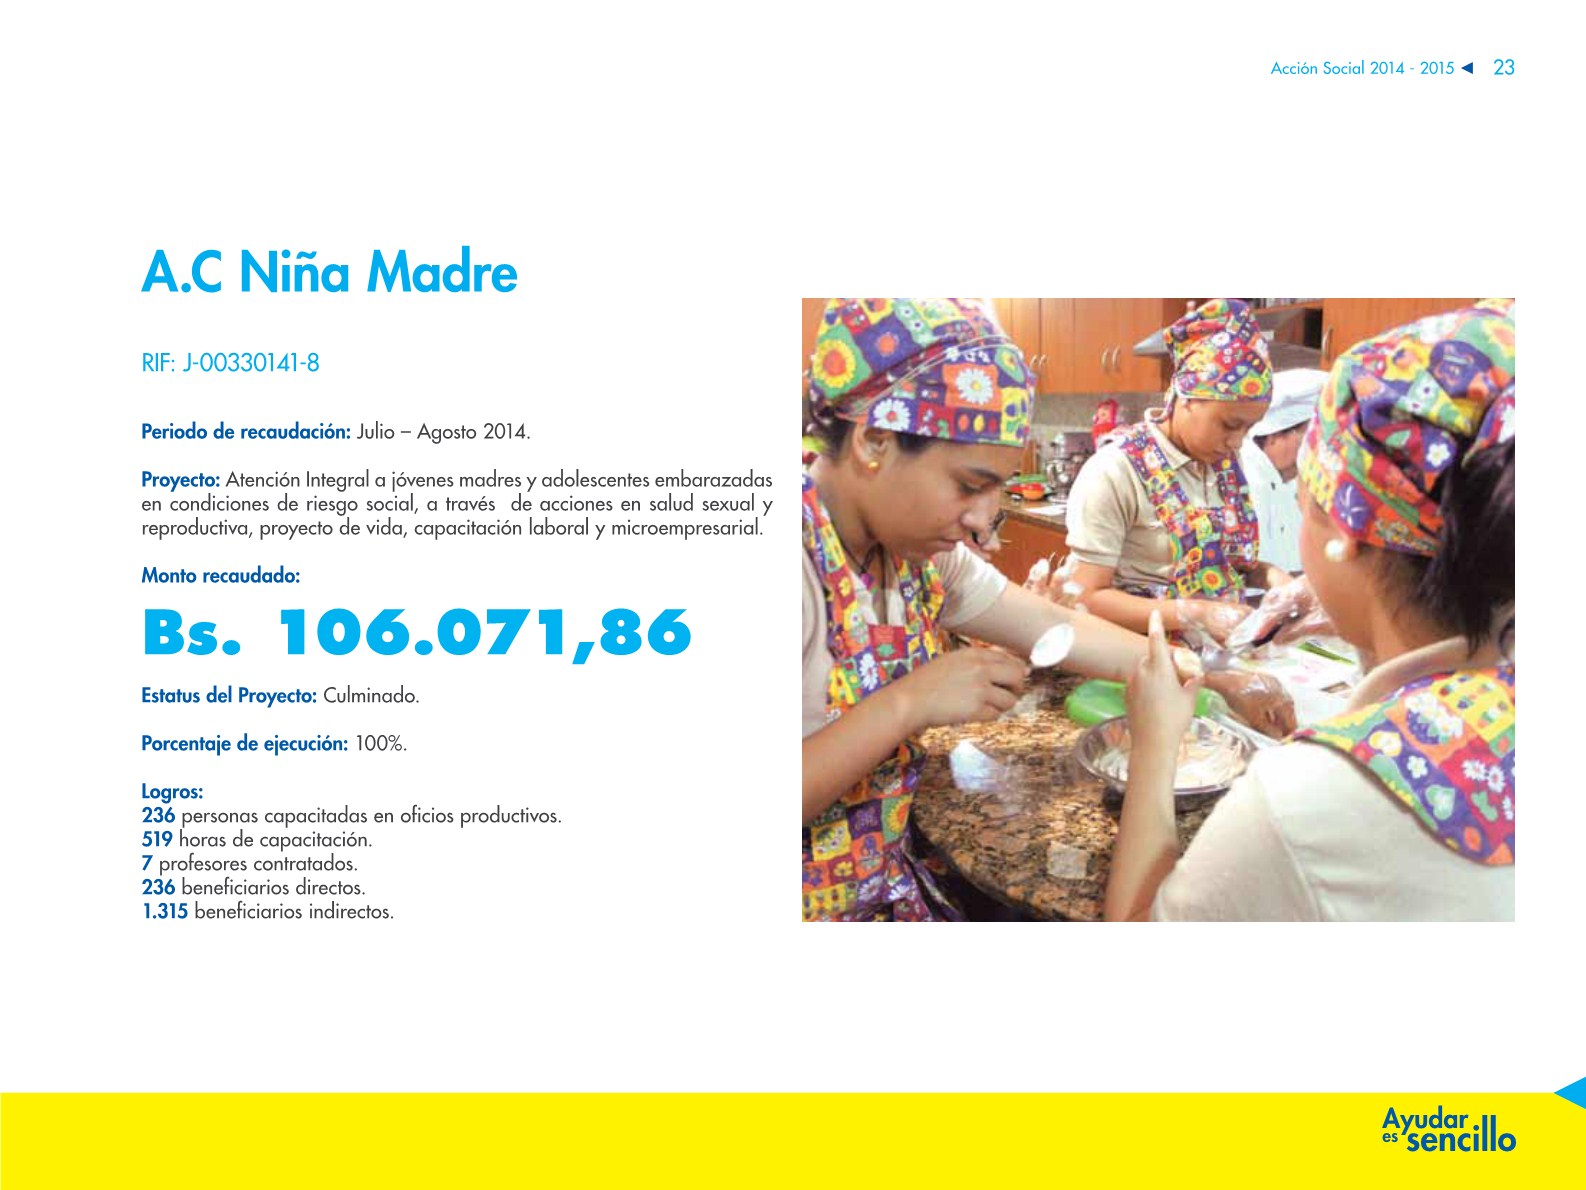 Acción Social 2014 - 2015 ◀ 23
A.C Niña Madre
RIF: J-00330141-8
Periodo de recaudación: Julio – Agosto 2014.
Proyecto: Atención Integral a jóvenes madres y adolescentes embarazadas
en condiciones de riesgo social, a través de acciones en salud sexual y
reproductiva, proyecto de vida, capacitación laboral y microempresarial.
Monto recaudado:
Bs. 106.071,86
Estatus del Proyecto: Culminado.
Porcentaje de ejecución: 100%.
Logros:
236 personas capacitadas en oficios productivos.
519 horas de capacitación.
7 profesores contratados.
236 beneficiarios directos.
1.315 beneficiarios indirectos.
Ayudar
es sencillo